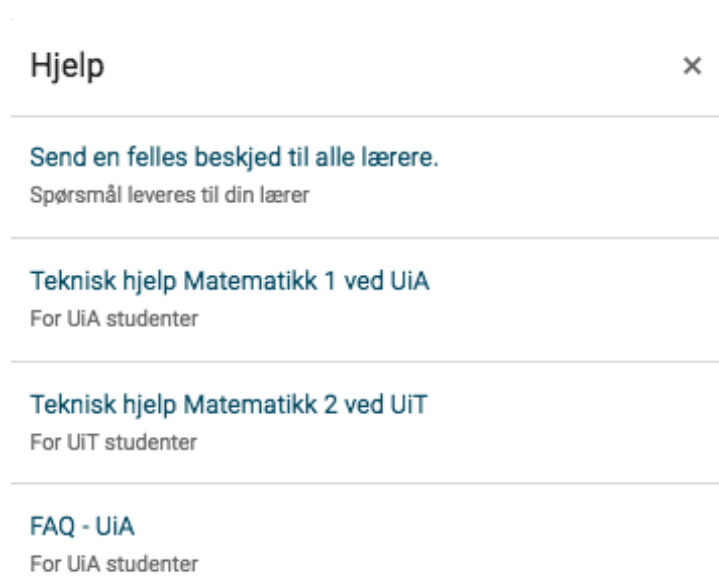 Hjelp
Send en felles beskjed til alle lærere.
Spørsmål leveres til din lærer
Teknisk hjelp Matematikk 1 ved UiA
For UiA studenter
Teknisk hjelp Matematikk 2 ved UiT
For UiT studenter
FAQ - UiA
For UiA studenter